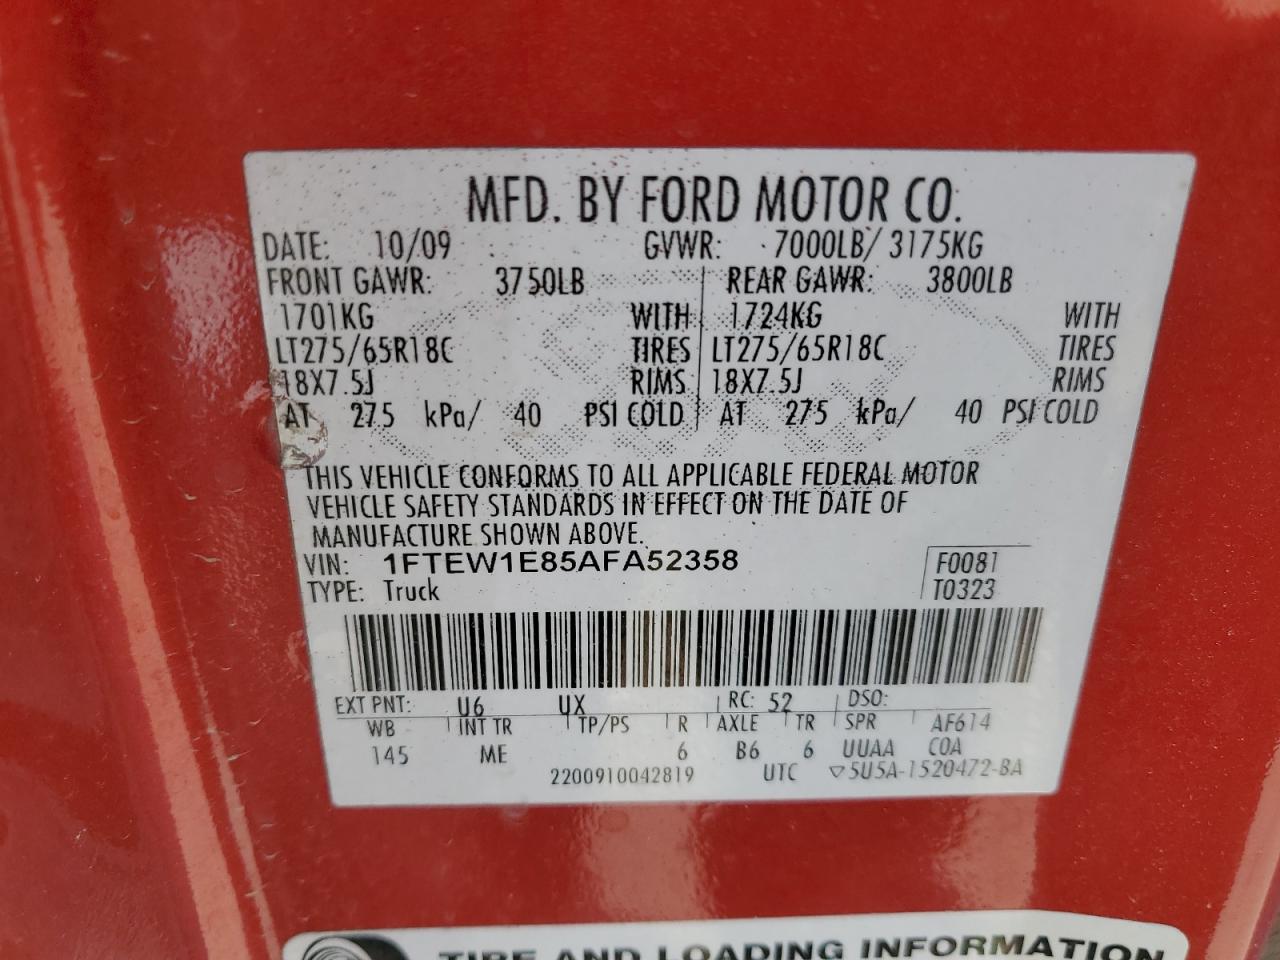 MFD. BY FORD MOTOR CO.
DATE: 10/09 GVWR: 7000LB/ 3175KG
FRONT GAWR: 3750LB REAR GAWR: 3800LB
1701KG WITH 1724KG WITH
LT275/65R18C TIRES LT275/65R18C TIRES
18X7.5J RIMS 18X7.5J RIMS
AT 275 kPa/ 40 PSI COLD AT 275 kPa/ 40 PSI COLD
THIS VEHICLE CONFORMS TO ALL APPLICABLE FEDERAL MOTOR
VEHICLE SAFETY STANDARDS IN EFFECT ON THE DATE OF
MANUFACTURE SHOWN ABOVE.
VIN: 1FTEW1E85AFA52358 F0081
TYPE: Truck T0323
EXT PNT: U6 UX RC: 52 DSO:
WB INT TR TP/PS R AXLE TR SPR AF614
145 ME 6 B6 6 UUAA COA
2200910042819 UTC ▽5U5A-1520472-BA
TIRE AND LOADING INFORMATION